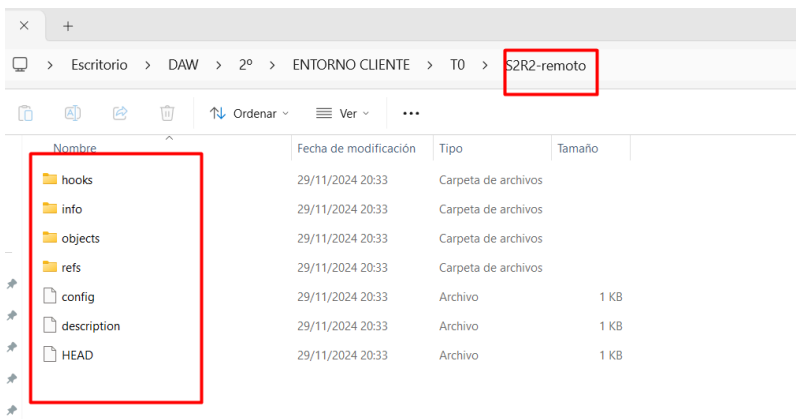 Escritorio > DAW > 2º > ENTORNO CLIENTE > T0 > S2R2-remoto
Ordenar Ver
Nombre Fecha de modificación Tipo Tamaño
hooks 29/11/2024 20:33 Carpeta de archivos
info 29/11/2024 20:33 Carpeta de archivos
objects 29/11/2024 20:33 Carpeta de archivos
refs 29/11/2024 20:33 Carpeta de archivos
config 29/11/2024 20:33 Archivo 1 KB
description 29/11/2024 20:33 Archivo 1 KB
HEAD 29/11/2024 20:33 Archivo 1 KB